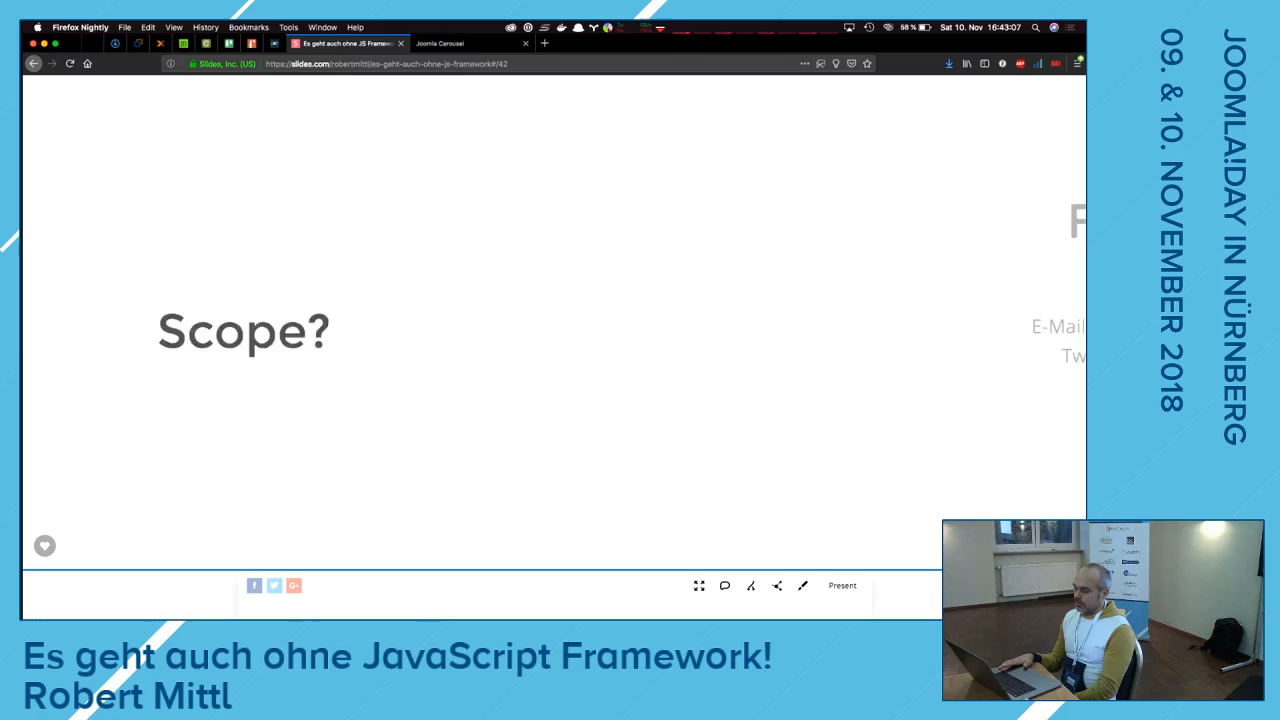 Firefox Nightly File Edit View History Bookmarks Tools Window Help
58 % Sat 10. Nov 16:43:07
Es geht auch ohne JS Framew
Joomla Carousel
Slides, Inc. (US)
https://slides.com/robertmittl/es-geht-auch-ohne-js-framework#/42
F
Scope?
E-Mail
Tw
Present
JOOMLA!DAY IN NÜRNBERG
09. & 10. NOVEMBER 2018
Es geht auch ohne JavaScript Framework!
Robert Mittl